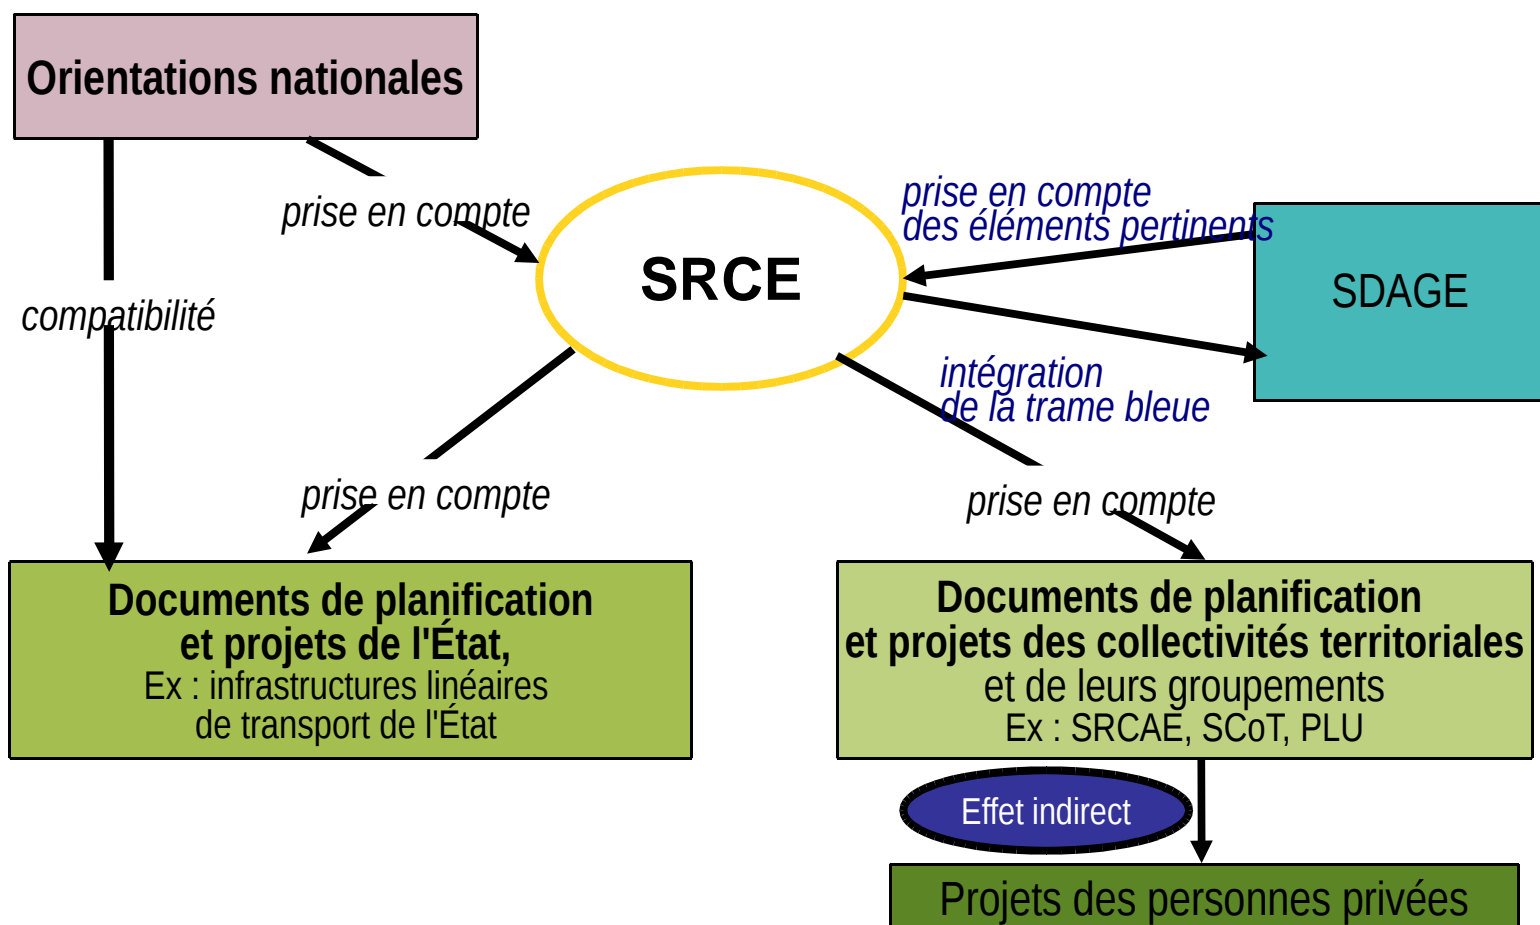 Orientations nationales
prise en compte
prise en compte
des éléments pertinents
SRCE
SDAGE
compatibilité
intégration
de la trame bleue
prise en compte
prise en compte
Documents de planification
et projets de l'État,
Ex : infrastructures linéaires
de transport de l'État
Documents de planification
et projets des collectivités territoriales
et de leurs groupements
Ex : SRCAE, SCoT, PLU
Effet indirect
Projets des personnes privées